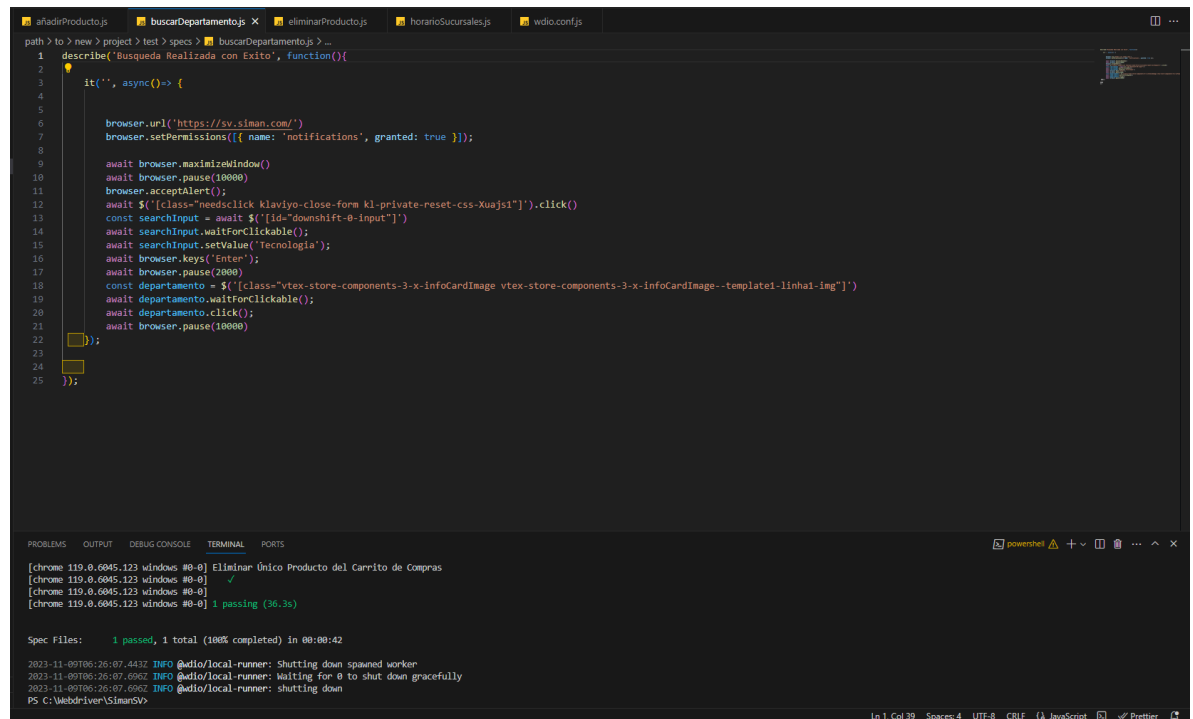 añadirProducto.js buscarDepartamento.js eliminarProducto.js horarioSucursales.js wdio.conf.js
path > to > new > project > test > specs > buscarDepartamento.js > ...
1 describe('Busqueda Realizada con Exito', function(){
2
3 it('', async()=> {
4
5
6 browser.url('https://sv.siman.com/')
7 browser.setPermissions([{ name: 'notifications', granted: true }]);
8
9 await browser.maximizeWindow()
10 await browser.pause(10000)
11 browser.acceptAlert();
12 await $('[class="needsclick klaviyo-close-form kl-private-reset-css-Xuajs1"]').click()
13 const searchInput = await $('[id="downshift-0-input"]')
14 await searchInput.waitForClickable();
15 await searchInput.setValue('Tecnologia');
16 await browser.keys('Enter');
17 await browser.pause(2000)
18 const departamento = $('[class="vtex-store-components-3-x-infoCardImage vtex-store-components-3-x-infoCardImage--template1-linha1-img"]')
19 await departamento.waitForClickable();
20 await departamento.click();
21 await browser.pause(10000)
22 });
23
24
25 });
PROBLEMS OUTPUT DEBUG CONSOLE TERMINAL PORTS powershell
[chrome 119.0.6045.123 windows #0-0] Eliminar Único Producto del Carrito de Compras
[chrome 119.0.6045.123 windows #0-0] ✓
[chrome 119.0.6045.123 windows #0-0]
[chrome 119.0.6045.123 windows #0-0] 1 passing (36.3s)
Spec Files: 1 passed, 1 total (100% completed) in 00:00:42
2023-11-09T06:26:07.443Z INFO @wdio/local-runner: Shutting down spawned worker
2023-11-09T06:26:07.696Z INFO @wdio/local-runner: Waiting for 0 to shut down gracefully
2023-11-09T06:26:07.696Z INFO @wdio/local-runner: shutting down
PS C:\Webdriver\SimanSV>
Ln 1, Col 39 Spaces: 4 UTF-8 CRLF {} JavaScript Prettier